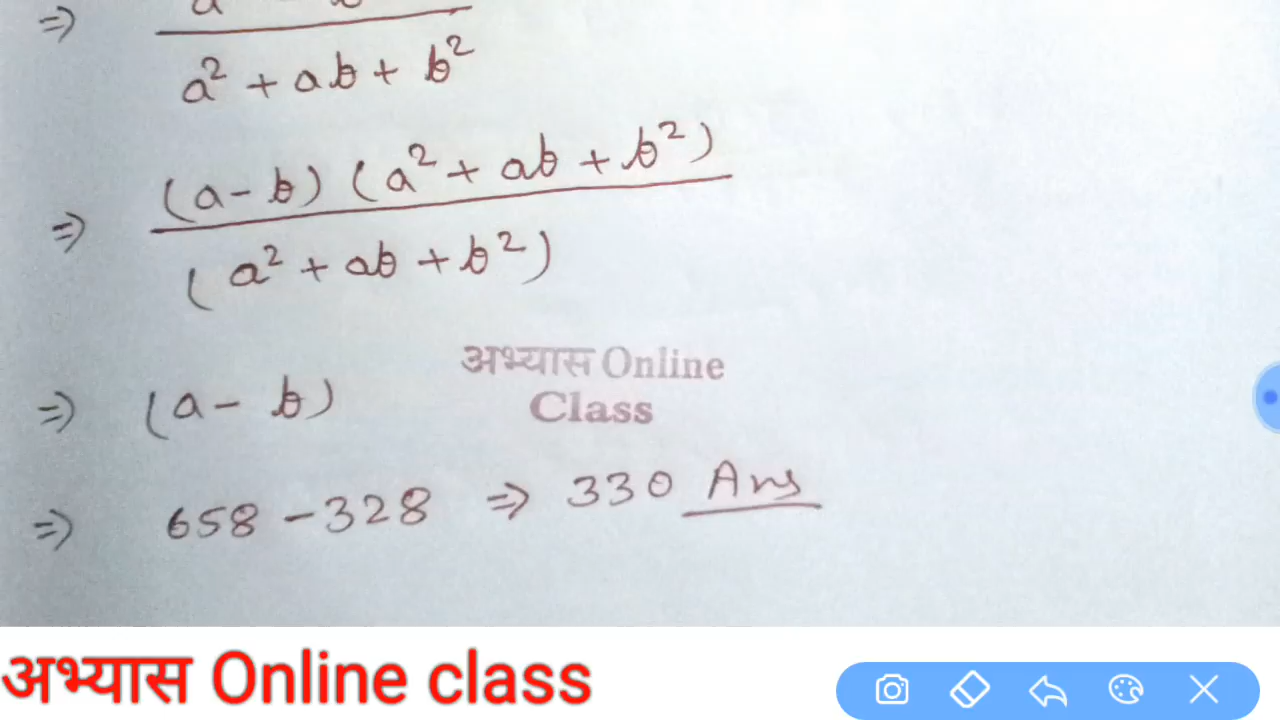 ⇒
a² + ab + b²
⇒ (a - b) (a² + ab + b²)
(a² + ab + b²)
अभ्यास Online
Class
⇒ (a - b)
⇒ 658 - 328 ⇒ 330 Ans
अभ्यास Online class